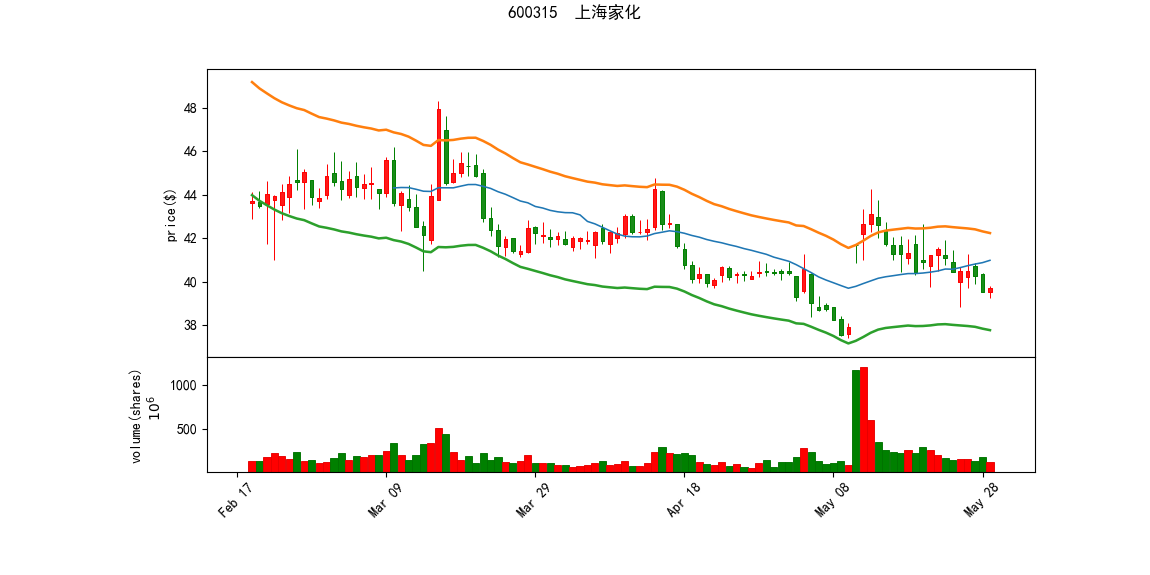 600315 上海家化
48
46
44
42
40
38
price($)
1000
500
volume(shares)
10^6
Feb 17
Mar 09
Mar 29
Apr 18
May 08
May 28